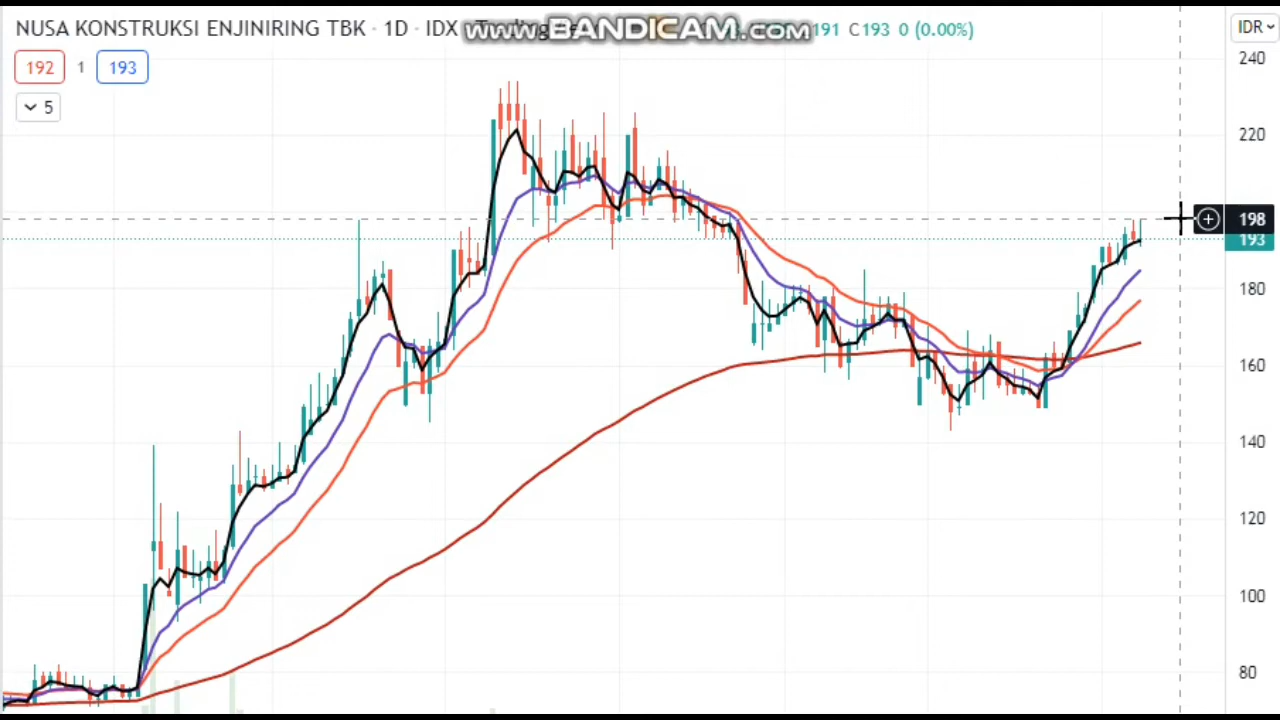 NUSA KONSTRUKSI ENJINIRING TBK · 1D · IDX
www.BANDICAM.com
191 C193 0 (0.00%)
IDR
192 1 193
5
240
220
198
193
180
160
140
120
100
80